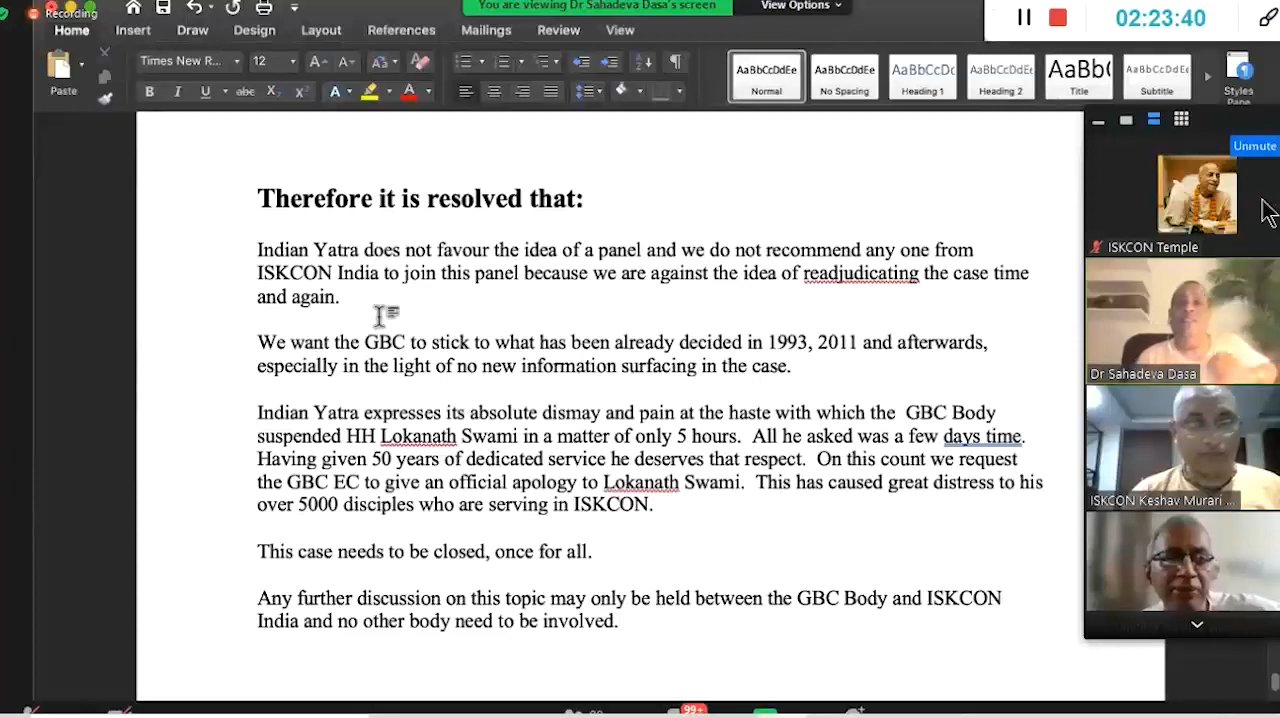 Recording
You are viewing Dr Sahadeva Dasa's screen
View Options
02:23:40
Home
Insert
Draw
Design
Layout
References
Mailings
Review
View
Times New R...
12
Paste
B I U abc X₂ X²
AaBbCcDdEe
Normal
AaBbCcDdEe
No Spacing
AaBbCcDc
Heading 1
AaBbCcDdEe
Heading 2
AaBb(
Title
AaBbCcDdEe
Subtitle
Styles
Pane
Therefore it is resolved that:
Indian Yatra does not favour the idea of a panel and we do not recommend any one from
ISKCON India to join this panel because we are against the idea of readjudicating the case time
and again.
We want the GBC to stick to what has been already decided in 1993, 2011 and afterwards,
especially in the light of no new information surfacing in the case.
Indian Yatra expresses its absolute dismay and pain at the haste with which the GBC Body
suspended HH Lokanath Swami in a matter of only 5 hours. All he asked was a few days time.
Having given 50 years of dedicated service he deserves that respect. On this count we request
the GBC EC to give an official apology to Lokanath Swami. This has caused great distress to his
over 5000 disciples who are serving in ISKCON.
This case needs to be closed, once for all.
Any further discussion on this topic may only be held between the GBC Body and ISKCON
India and no other body need to be involved.
Unmute
ISKCON Temple
Dr Sahadeva Dasa
ISKCON Keshav Murari ...
99+